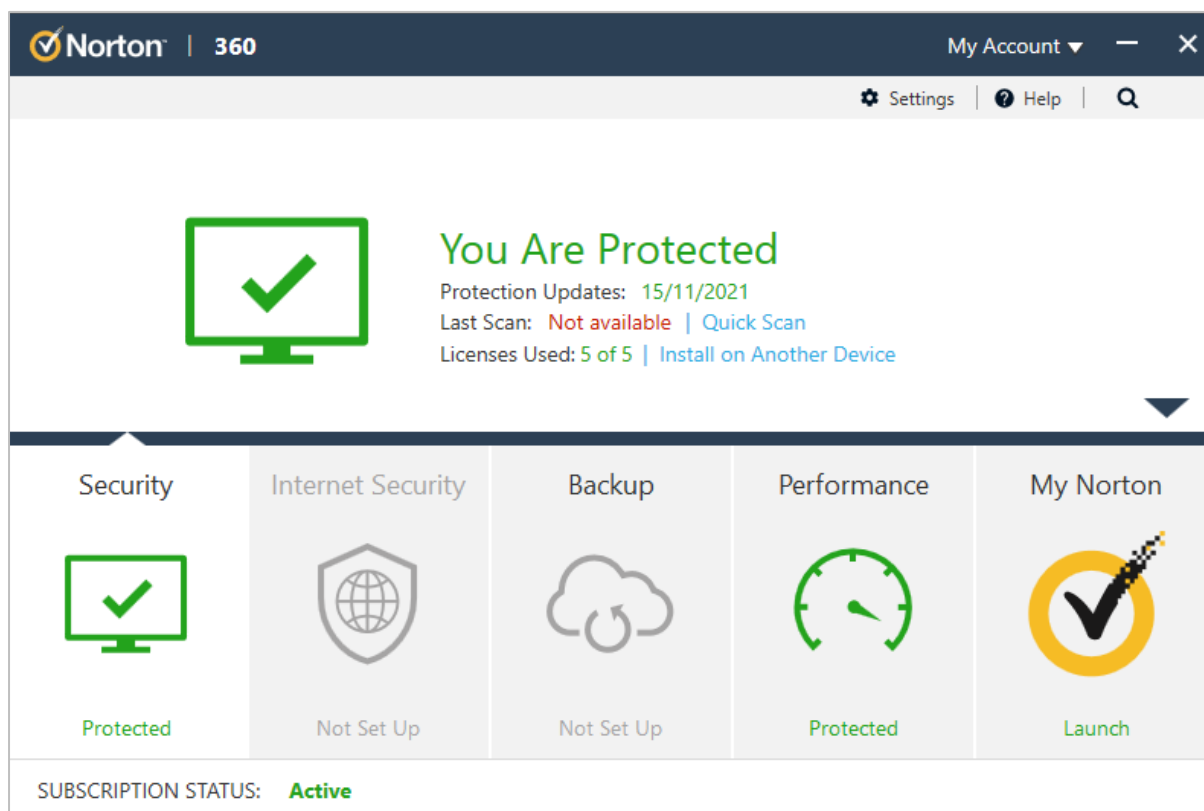 Norton | 360 My Account
Settings | Help |
You Are Protected
Protection Updates: 15/11/2021
Last Scan: Not available | Quick Scan
Licenses Used: 5 of 5 | Install on Another Device
Security Internet Security Backup Performance My Norton
Protected Not Set Up Not Set Up Protected Launch
SUBSCRIPTION STATUS: Active